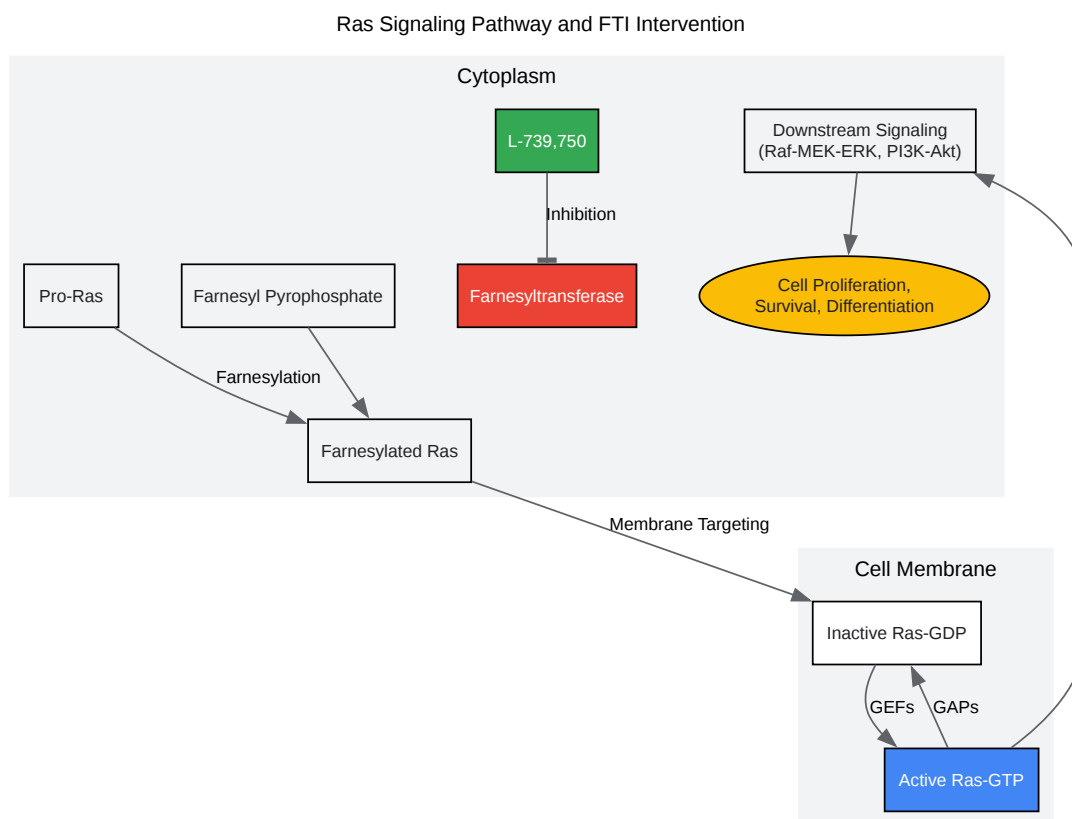 Ras Signaling Pathway and FTI Intervention
Cytoplasm
L-739,750
Downstream Signaling
(Raf-MEK-ERK, PI3K-Akt)
Inhibition
Pro-Ras
Farnesyl Pyrophosphate
Farnesyltransferase
Cell Proliferation,
Survival, Differentiation
Farnesylation
Farnesylated Ras
Membrane Targeting
Cell Membrane
Inactive Ras-GDP
GEFs
GAPs
Active Ras-GTP